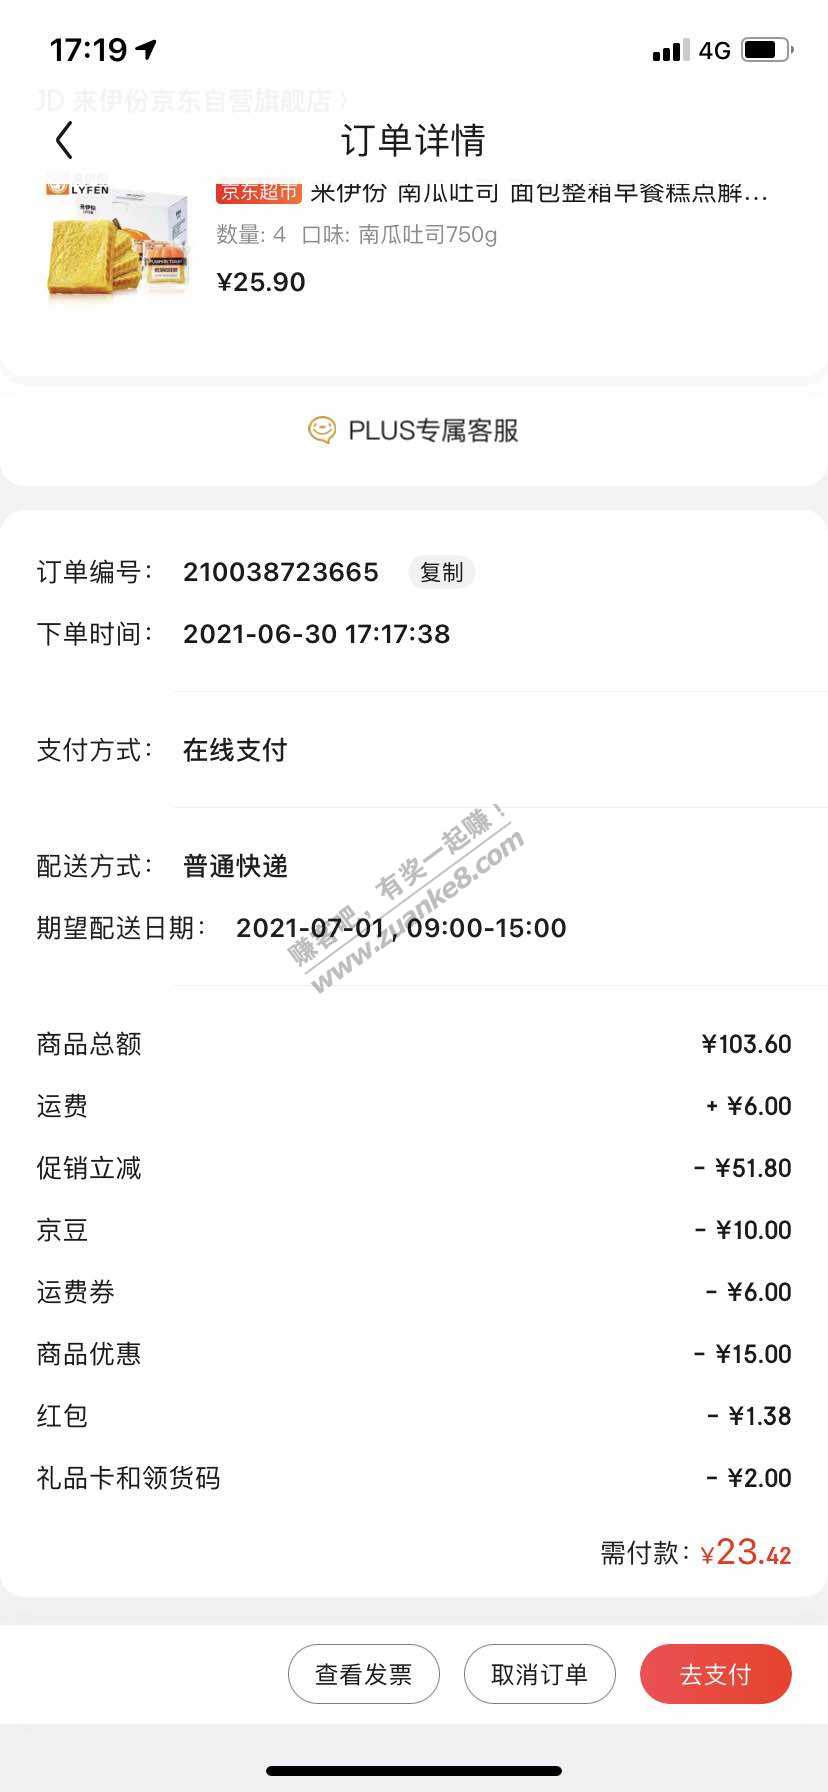 17:19
4G
JD 来伊份京东自营旗舰店
订单详情
LYFEN
京东超市 来伊份 南瓜吐司 面包整箱早餐糕点解...
数量: 4 口味: 南瓜吐司750g
¥25.90
PLUS专属客服
订单编号： 210038723665 复制
下单时间： 2021-06-30 17:17:38
支付方式： 在线支付
配送方式： 普通快递
期望配送日期： 2021-07-01, 09:00-15:00
赚客吧，有奖一起赚！
www.zuanke8.com
商品总额 ¥103.60
运费 + ¥6.00
促销立减 - ¥51.80
京豆 - ¥10.00
运费券 - ¥6.00
商品优惠 - ¥15.00
红包 - ¥1.38
礼品卡和领货码 - ¥2.00
需付款：¥23.42
查看发票 取消订单 去支付